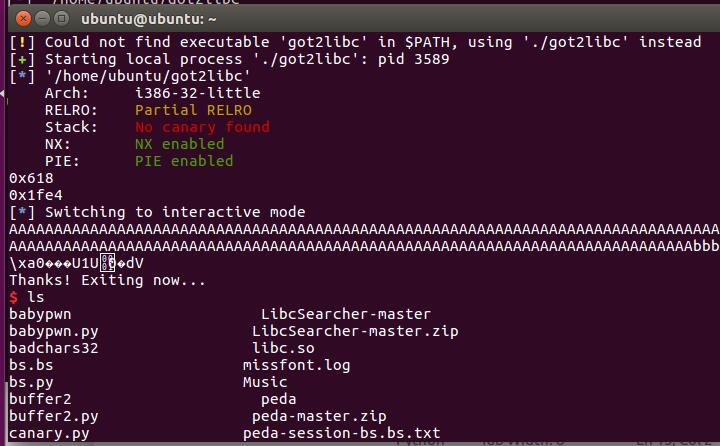 ubuntu@ubuntu: ~
[!] Could not find executable 'got2libc' in $PATH, using './got2libc' instead
[+] Starting local process './got2libc': pid 3589
[*] '/home/ubuntu/got2libc'
    Arch:     i386-32-little
    RELRO:    Partial RELRO
    Stack:    No canary found
    NX:       NX enabled
    PIE:      PIE enabled
0x618
0x1fe4
[*] Switching to interactive mode
AAAAAAAAAAAAAAAAAAAAAAAAAAAAAAAAAAAAAAAAAAAAAAAAAAAAAAAAAAAAAAAAAAAAAAAAAAAAAAA
AAAAAAAAAAAAAAAAAAAAAAAAAAAAAAAAAAAAAAAAAAAAAAAAAAAAAAAAAAAAAAAAAAAAAAAAAAAAbbb
\xa0���U1U�dV
Thanks! Exiting now...
$ ls
babypwn                     LibcSearcher-master
babypwn.py                 LibcSearcher-master.zip
badchars32                 libc.so
bs.bs                     missfont.log
bs.py                     Music
buffer2                     peda
buffer2.py                 peda-master.zip
canary.py                 peda-session-bs.bs.txt